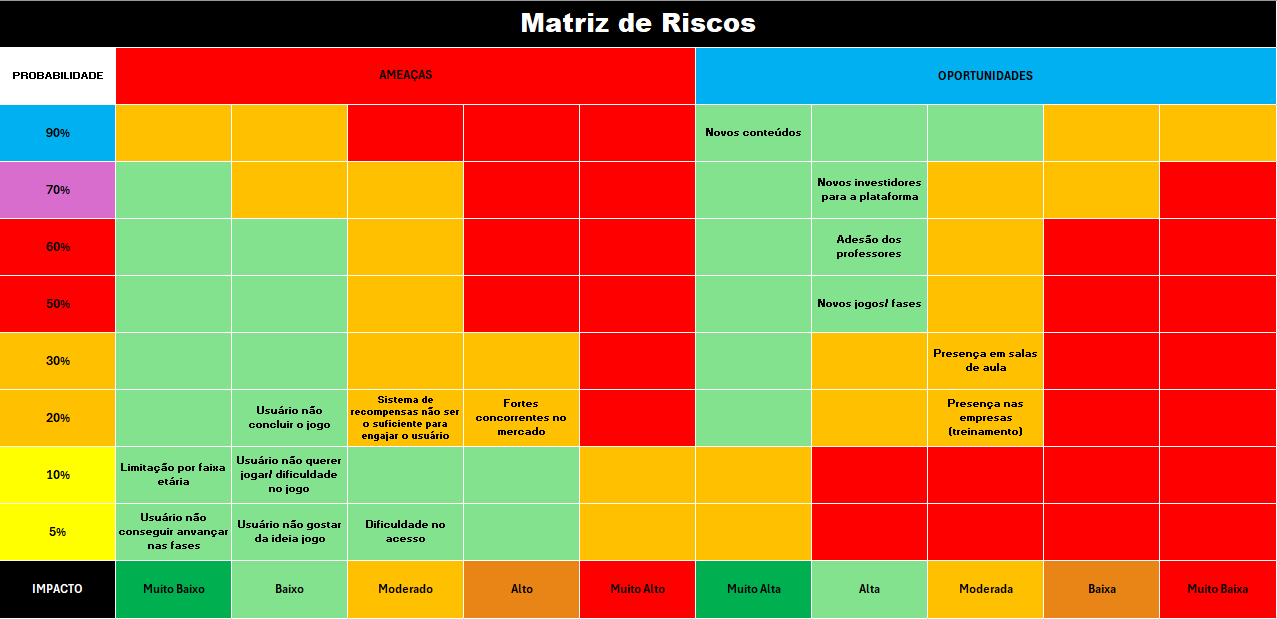 Matriz de Riscos
PROBABILIDADE
AMEAÇAS
OPORTUNIDADES
90%
Novos conteúdos
70%
Novos investidores
para a plataforma
60%
Adesão dos
professores
50%
Novos jogos/ fases
30%
Presença em salas
de aula
20%
Usuário não
concluir o jogo
Sistema de
recompensas não ser
o suficiente para
engajar o usuário
Fortes
concorrentes no
mercado
Presença nas
empresas
(treinamento)
10%
Limitação por faixa
etária
Usuário não querer
jogar/ dificuldade
no jogo
5%
Usuário não
conseguir anvançar
nas fases
Usuário não gostar
da ideia jogo
Dificuldade no
acesso
IMPACTO
Muito Baixo
Baixo
Moderado
Alto
Muito Alto
Muito Alta
Alta
Moderada
Baixa
Muito Baixa